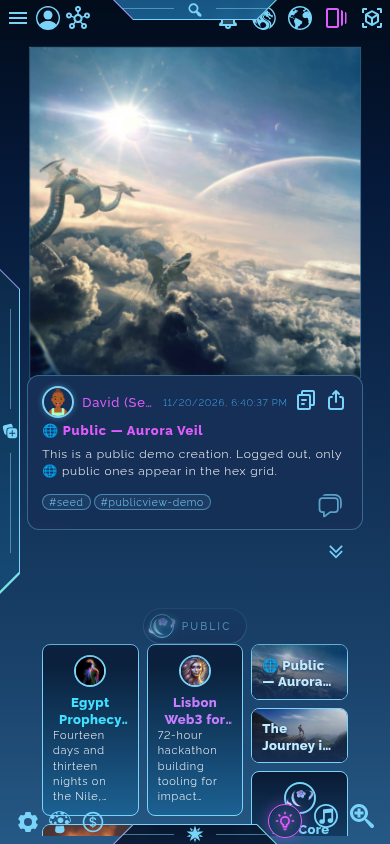 David (Se...
11/20/2026, 6:40:37 PM
🌐 Public — Aurora Veil
This is a public demo creation. Logged out, only
🌐 public ones appear in the hex grid.
#seed
#publicview-demo
PUBLIC
Egypt
Prophecy...
Fourteen
days and
thirteen
nights on
the Nile,...
Lisbon
Web3 for...
72-hour
hackathon
building
tooling for
impact...
🌐 Public
— Aurora...
The
Journey i...
Core